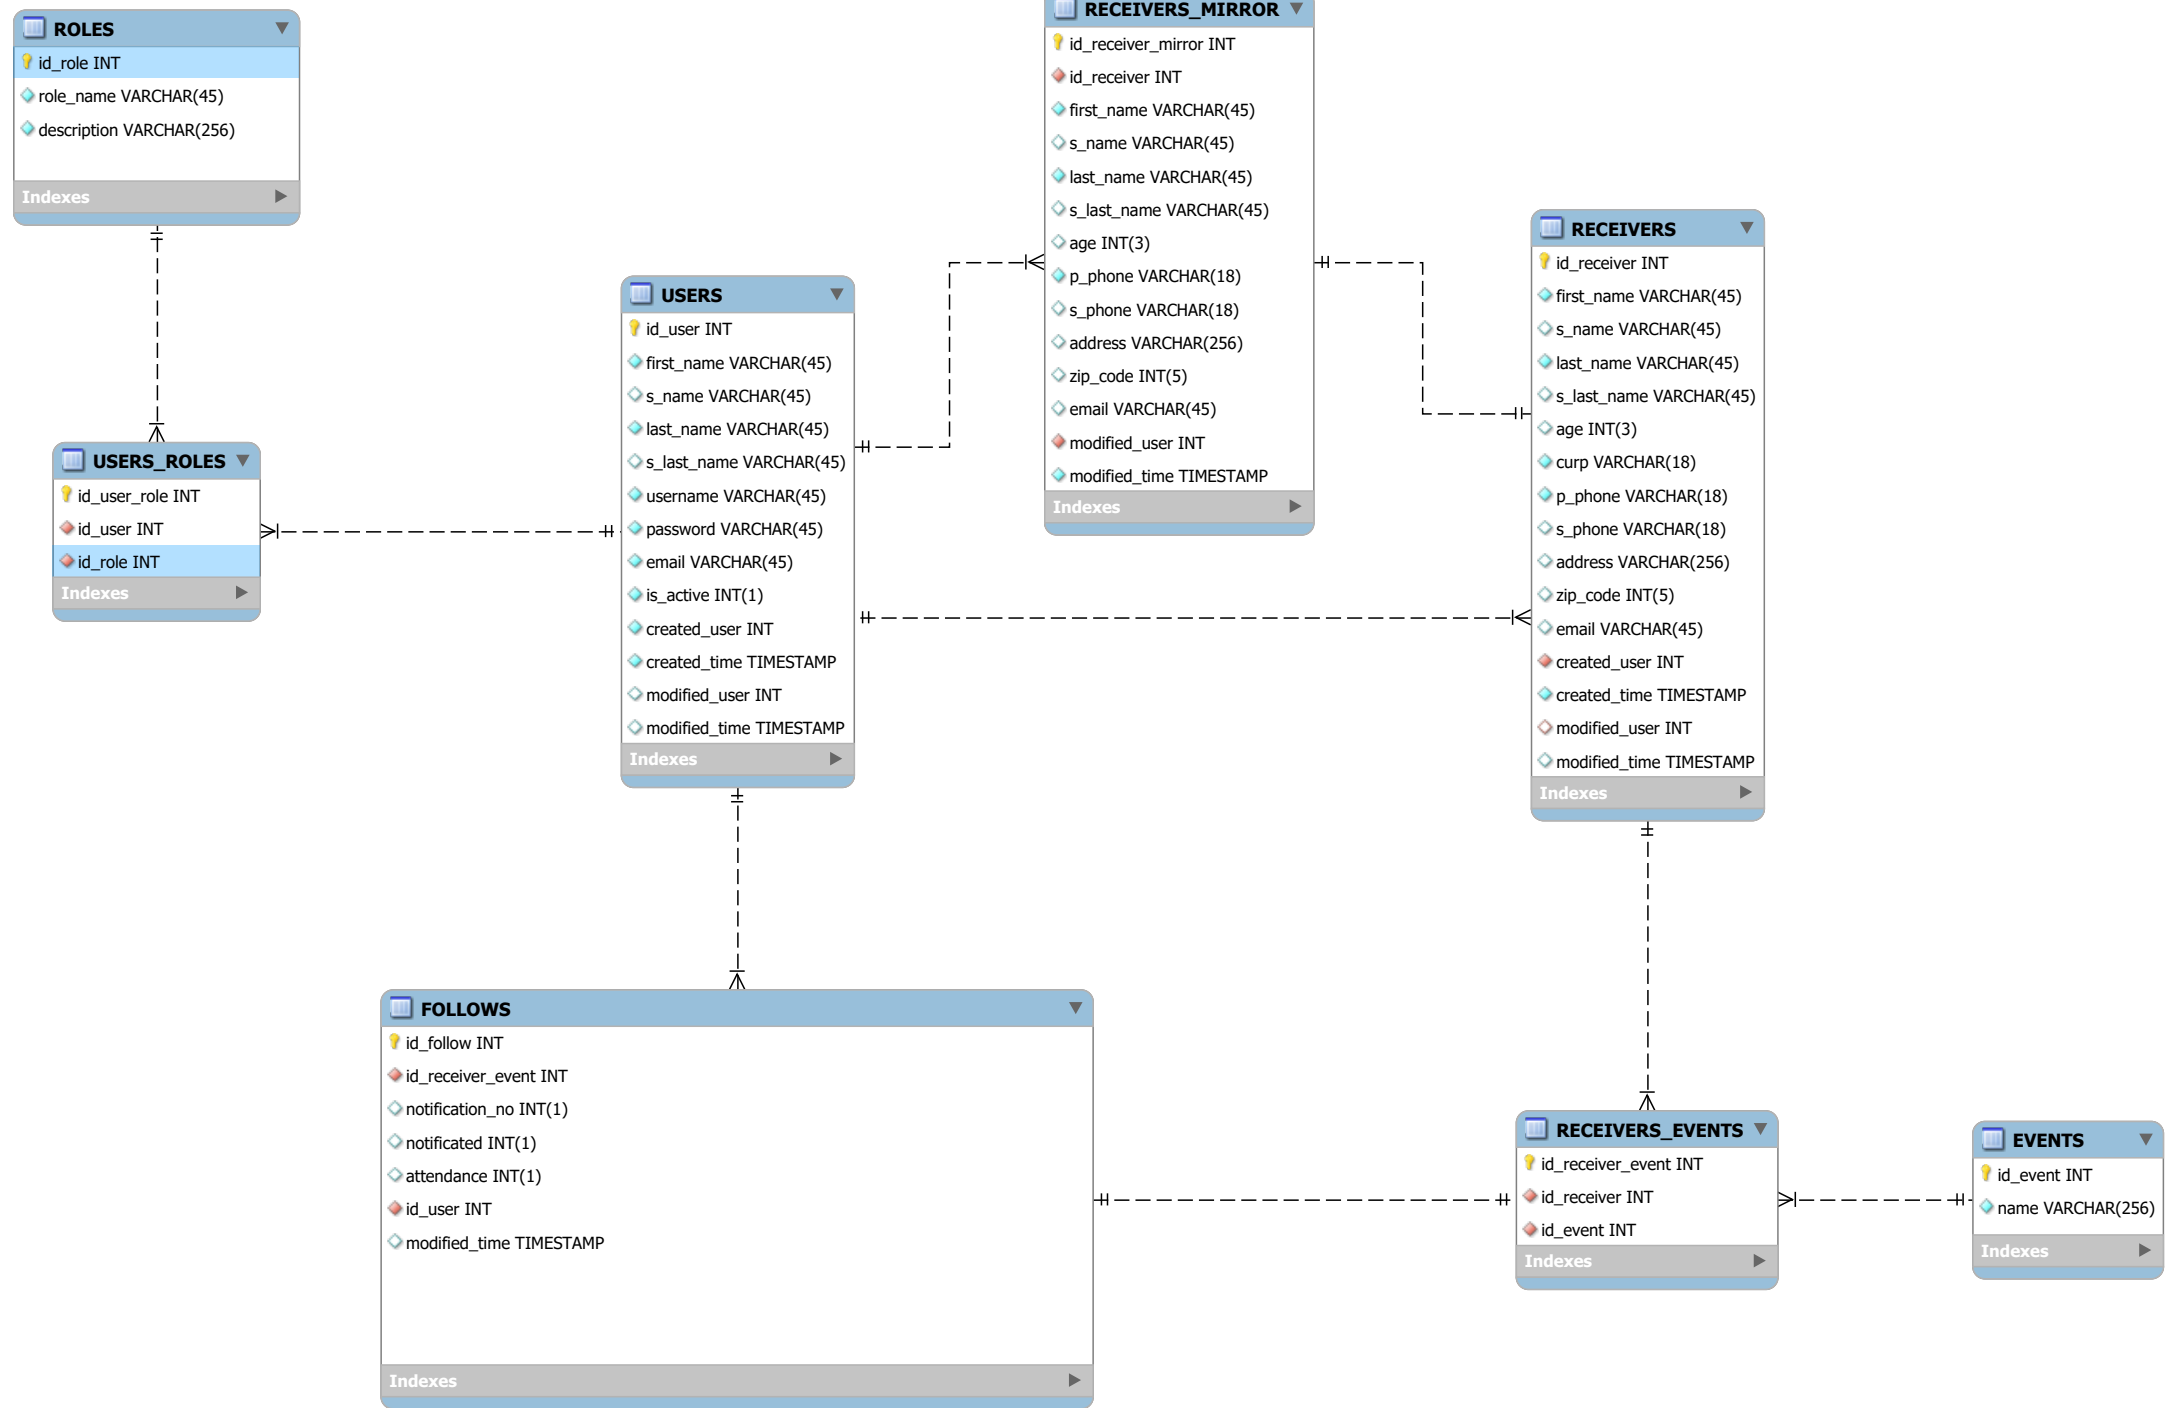 ROLES
id_role INT
role_name VARCHAR(45)
description VARCHAR(256)
Indexes
RECEIVERS_MIRROR
id_receiver_mirror INT
id_receiver INT
first_name VARCHAR(45)
s_name VARCHAR(45)
last_name VARCHAR(45)
s_last_name VARCHAR(45)
age INT(3)
p_phone VARCHAR(18)
s_phone VARCHAR(18)
address VARCHAR(256)
zip_code INT(5)
email VARCHAR(45)
modified_user INT
modified_time TIMESTAMP
Indexes
RECEIVERS
id_receiver INT
first_name VARCHAR(45)
s_name VARCHAR(45)
last_name VARCHAR(45)
s_last_name VARCHAR(45)
age INT(3)
curp VARCHAR(18)
p_phone VARCHAR(18)
s_phone VARCHAR(18)
address VARCHAR(256)
zip_code INT(5)
email VARCHAR(45)
created_user INT
created_time TIMESTAMP
modified_user INT
modified_time TIMESTAMP
Indexes
USERS
id_user INT
first_name VARCHAR(45)
s_name VARCHAR(45)
last_name VARCHAR(45)
s_last_name VARCHAR(45)
username VARCHAR(45)
password VARCHAR(45)
email VARCHAR(45)
is_active INT(1)
created_user INT
created_time TIMESTAMP
modified_user INT
modified_time TIMESTAMP
Indexes
USERS_ROLES
id_user_role INT
id_user INT
id_role INT
Indexes
FOLLOWS
id_follow INT
id_receiver_event INT
notification_no INT(1)
notificated INT(1)
attendance INT(1)
id_user INT
modified_time TIMESTAMP
Indexes
RECEIVERS_EVENTS
id_receiver_event INT
id_receiver INT
id_event INT
Indexes
EVENTS
id_event INT
name VARCHAR(256)
Indexes